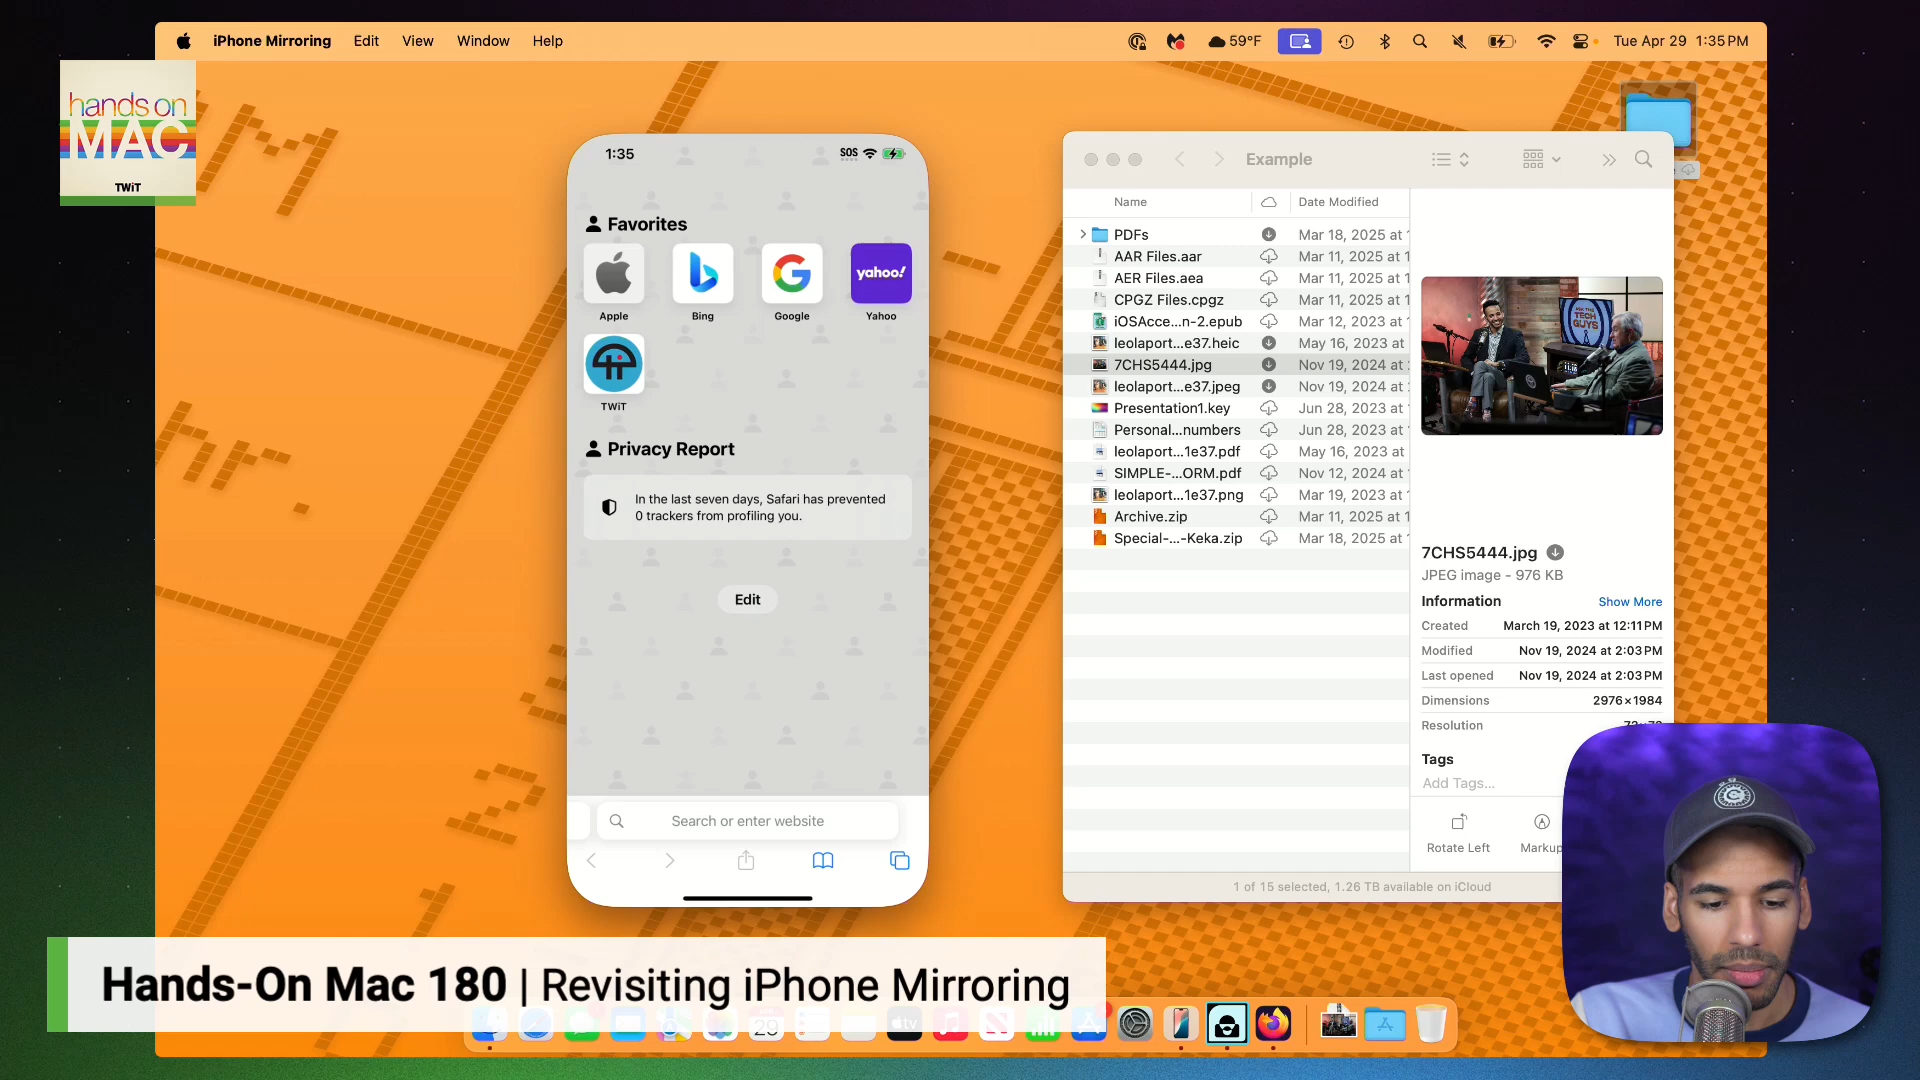 iPhone Mirroring Edit View Window Help 59°F Tue Apr 29 1:35 PM
hands on
MAC
TWiT
1:35 SOS
Favorites
bing
yahoo!
Apple Bing Google Yahoo
TWiT
Privacy Report
In the last seven days, Safari has prevented
0 trackers from profiling you.
Edit
Search or enter website
Example
Name Date Modified
PDFs Mar 18, 2025 at
AAR Files.aar Mar 11, 2025 at
AER Files.aea Mar 11, 2025 at
CPGZ Files.cpgz Mar 11, 2025 at
iOSAcce...n-2.epub Mar 12, 2023 at
leolaport...e37.heic May 16, 2023 at
7CHS5444.jpg Nov 19, 2024 at
leolaport...e37.jpeg Nov 19, 2024 at
Presentation1.key Jun 28, 2023 at
Personal...numbers Jun 28, 2023 at
leolaport...1e37.pdf May 16, 2023 at
SIMPLE-...ORM.pdf Nov 12, 2024 at
leolaport...1e37.png Mar 19, 2023 at
Archive.zip Mar 11, 2025 at
Special-...-Keka.zip Mar 18, 2025 at
ASK THE
TECH
GUYS
7CHS5444.jpg
JPEG image - 976 KB
Information Show More
Created March 19, 2023 at 12:11 PM
Modified Nov 19, 2024 at 2:03 PM
Last opened Nov 19, 2024 at 2:03 PM
Dimensions 2976×1984
Resolution
Tags
Add Tags...
Rotate Left Markup
1 of 15 selected, 1.26 TB available on iCloud
Hands-On Mac 180 | Revisiting iPhone Mirroring
29
tv